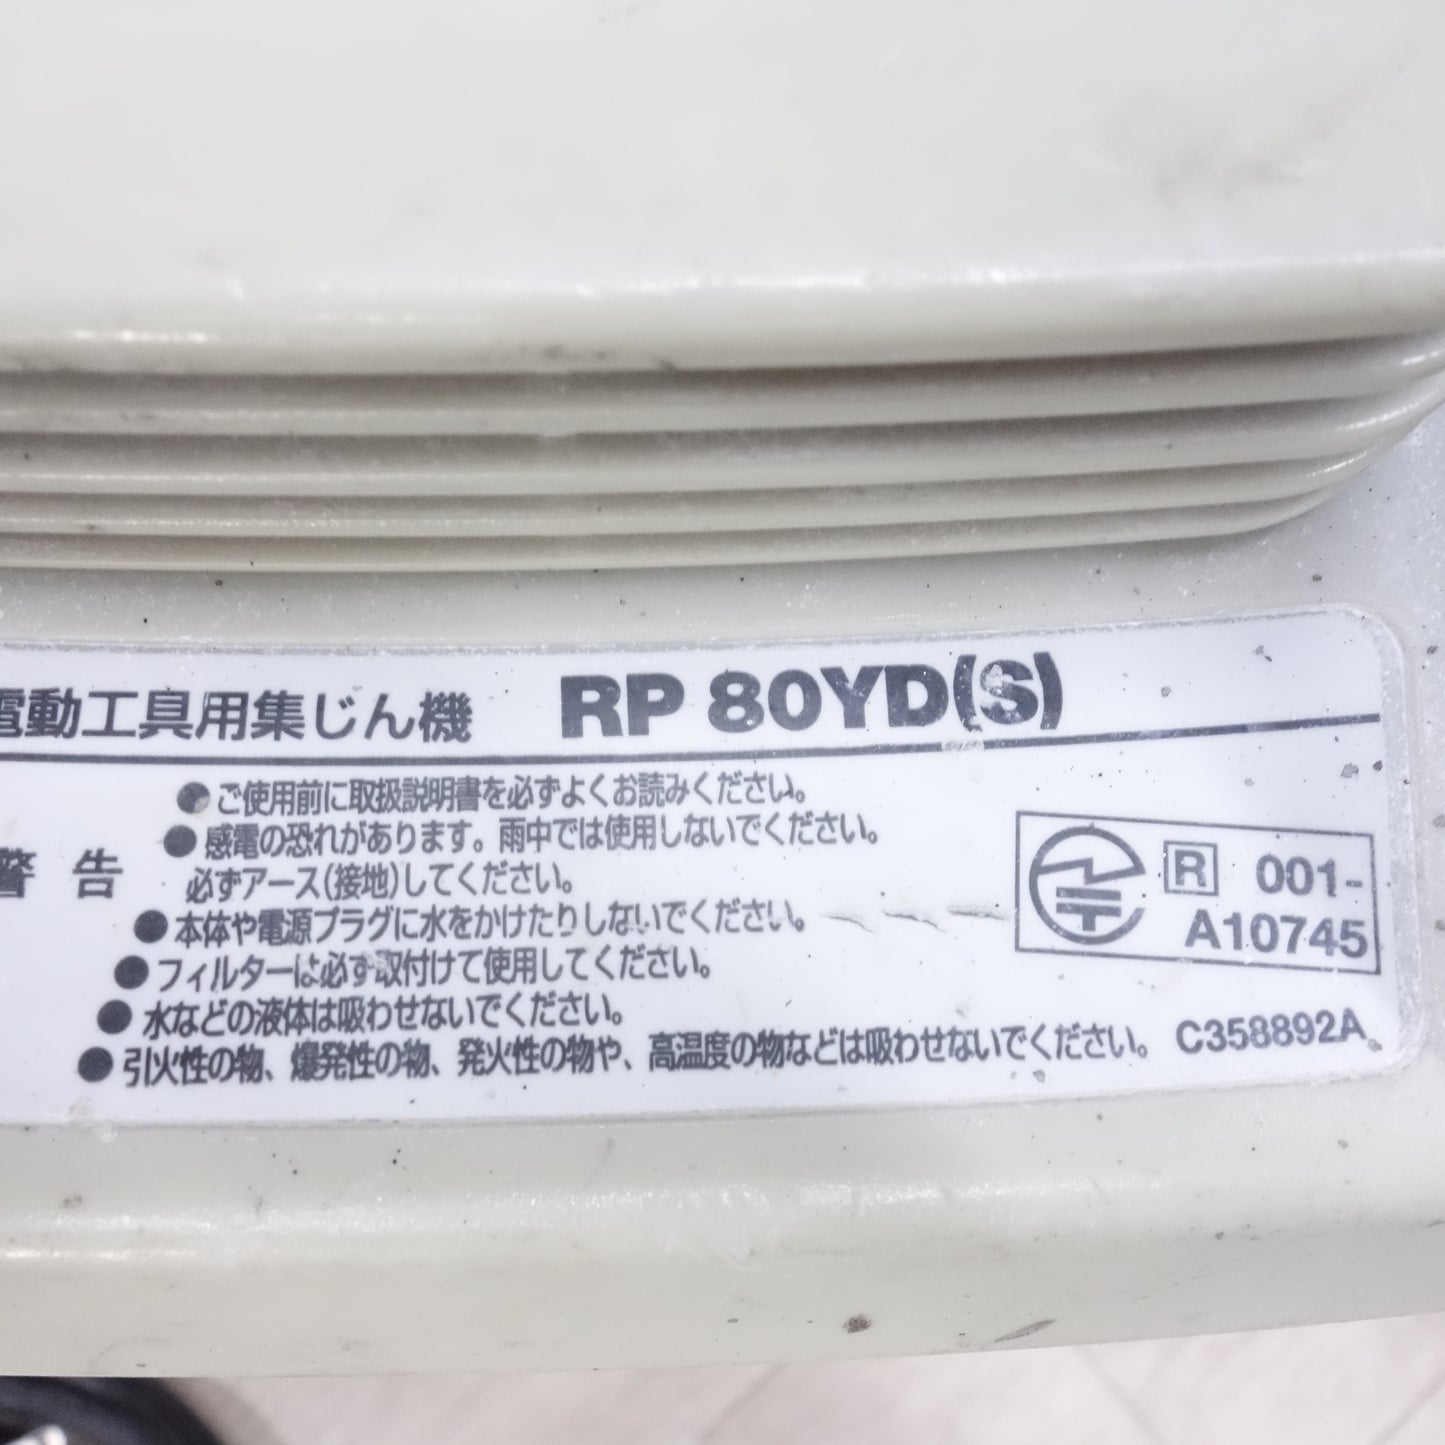 電動工具用集じん機 RP 80YD(S)
警告
●ご使用前に取扱説明書を必ずよくお読みください。
●感電の恐れがあります。雨中では使用しないでください。
必ずアース(接地)してください。
●本体や電源プラグに水をかけたりしないでください。
●フィルターは必ず取付けて使用してください。
●水などの液体は吸わせないでください。
●引火性の物、爆発性の物、発火性の物や、高温度の物などは吸わせないでください。
R 001-
A10745
C358892A